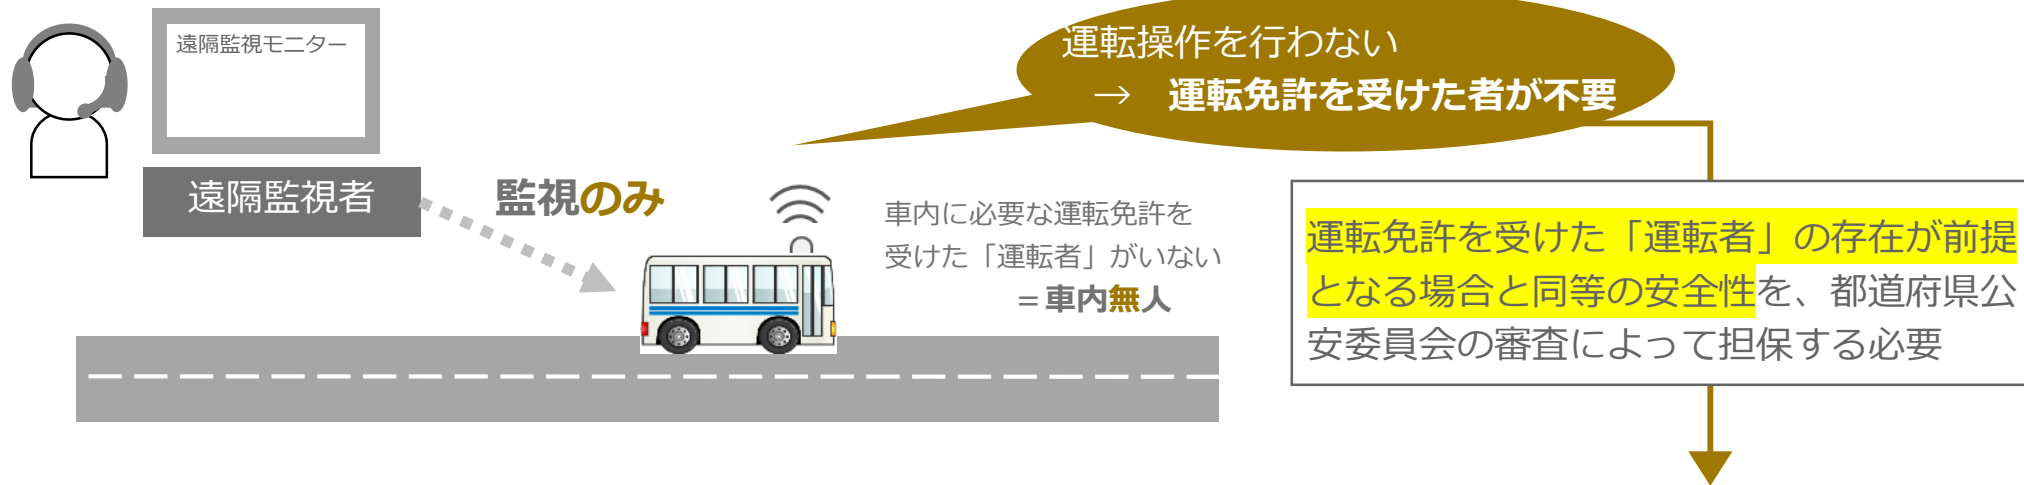 遠隔監視モニター
遠隔監視者
監視のみ
車内に必要な運転免許を
受けた「運転者」がいない
＝車内無人
運転操作を行わない
→ 運転免許を受けた者が不要
運転免許を受けた「運転者」の存在が前提
となる場合と同等の安全性を、都道府県公
安委員会の審査によって担保する必要